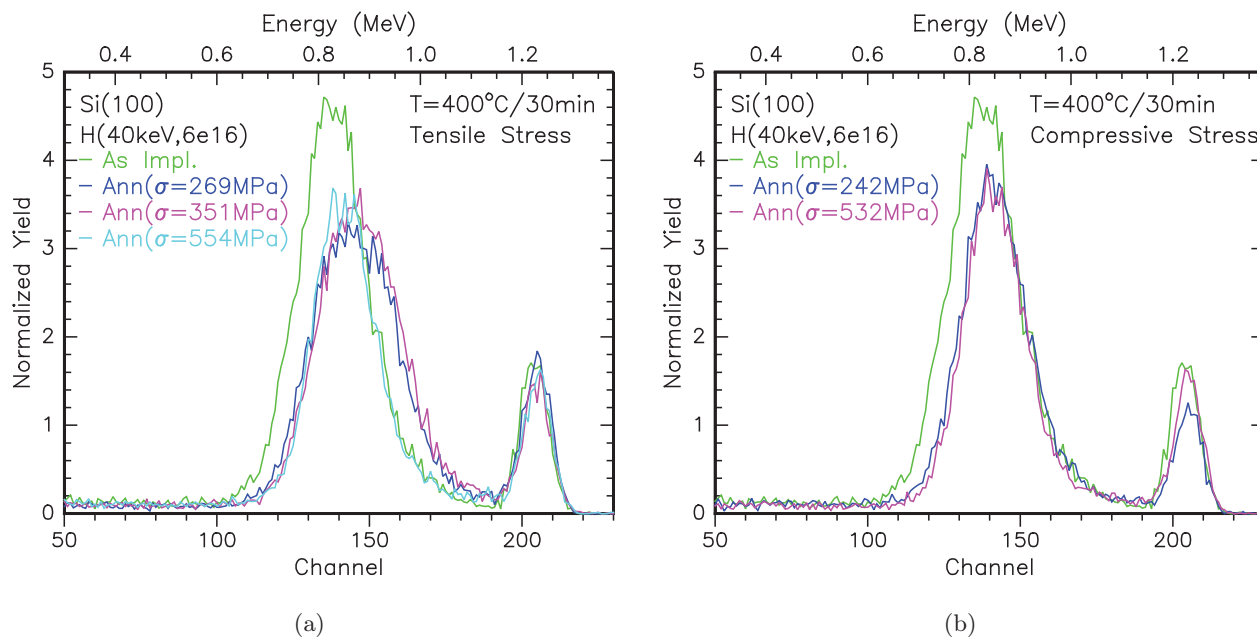 Energy (MeV)
0.4 0.6 0.8 1.0 1.2
5
4
3
2
1
0
Normalized Yield
Si(100)
H(40keV,6e16)
As Impl.
Ann(σ=269MPa)
Ann(σ=351MPa)
Ann(σ=554MPa)
T=400°C/30min
Tensile Stress
50 100 150 200
Channel
(a)
Energy (MeV)
0.4 0.6 0.8 1.0 1.2
5
4
3
2
1
0
Normalized Yield
Si(100)
H(40keV,6e16)
As Impl.
Ann(σ=242MPa)
Ann(σ=532MPa)
T=400°C/30min
Compressive Stress
50 100 150 200
Channel
(b)